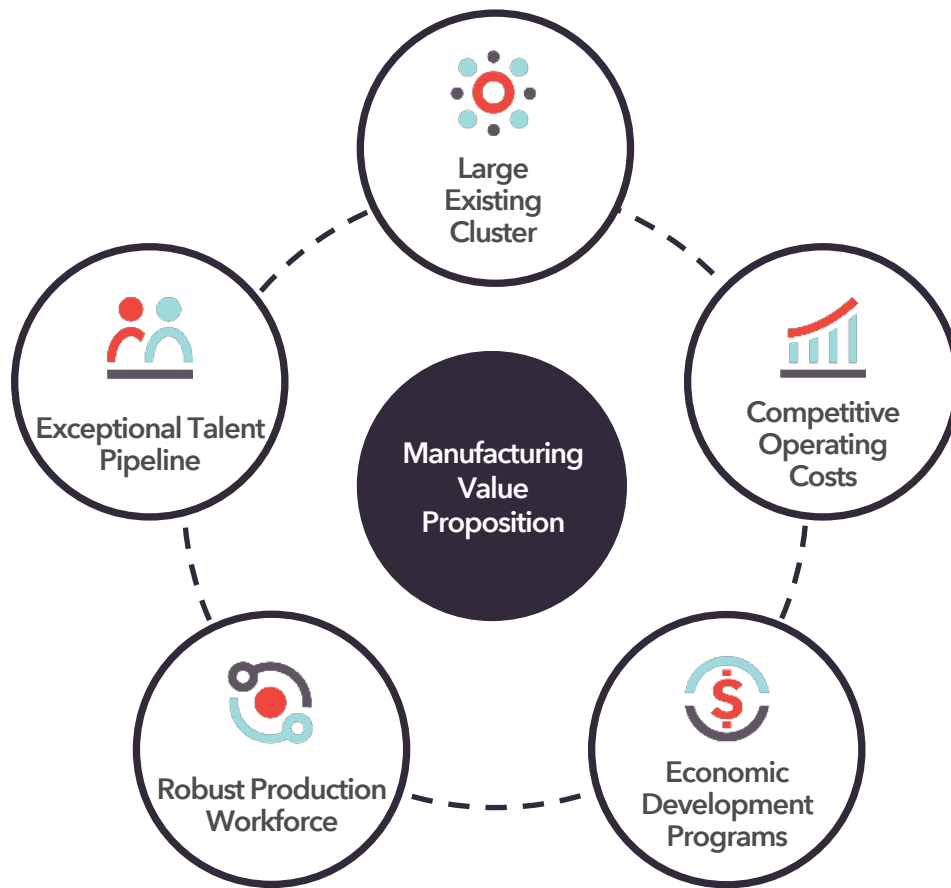 Large
Existing
Cluster
Exceptional Talent
Pipeline
Competitive
Operating
Costs
Manufacturing
Value
Proposition
Robust Production
Workforce
Economic
Development
Programs